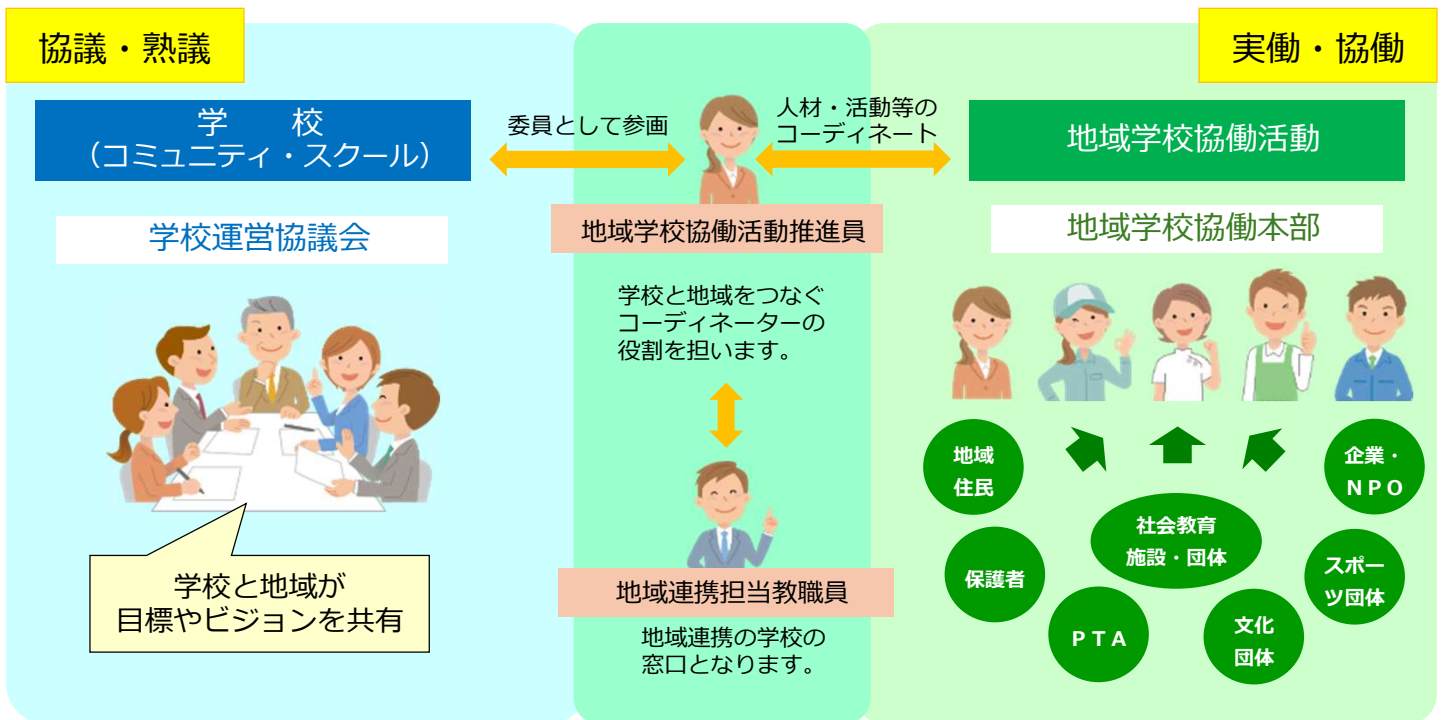 協議・熟議
学　　校
（コミュニティ・スクール）
学校運営協議会
学校と地域が
目標やビジョンを共有
委員として参画
人材・活動等の
コーディネート
地域学校協働活動推進員
学校と地域をつなぐ
コーディネーターの
役割を担います。
地域連携担当教職員
地域連携の学校の
窓口となります。
実働・協働
地域学校協働活動
地域学校協働本部
地域
住民
保護者
ＰＴＡ
社会教育
施設・団体
文化
団体
スポー
ツ団体
企業・
ＮＰＯ